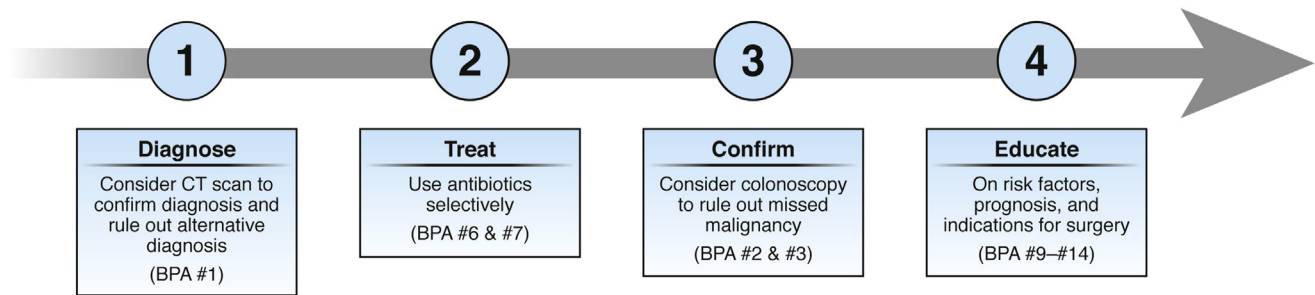 1
2
3
4
Diagnose
Consider CT scan to
confirm diagnosis and
rule out alternative
diagnosis
(BPA #1)
Treat
Use antibiotics
selectively
(BPA #6 & #7)
Confirm
Consider colonoscopy
to rule out missed
malignancy
(BPA #2 & #3)
Educate
On risk factors,
prognosis, and
indications for surgery
(BPA #9–#14)